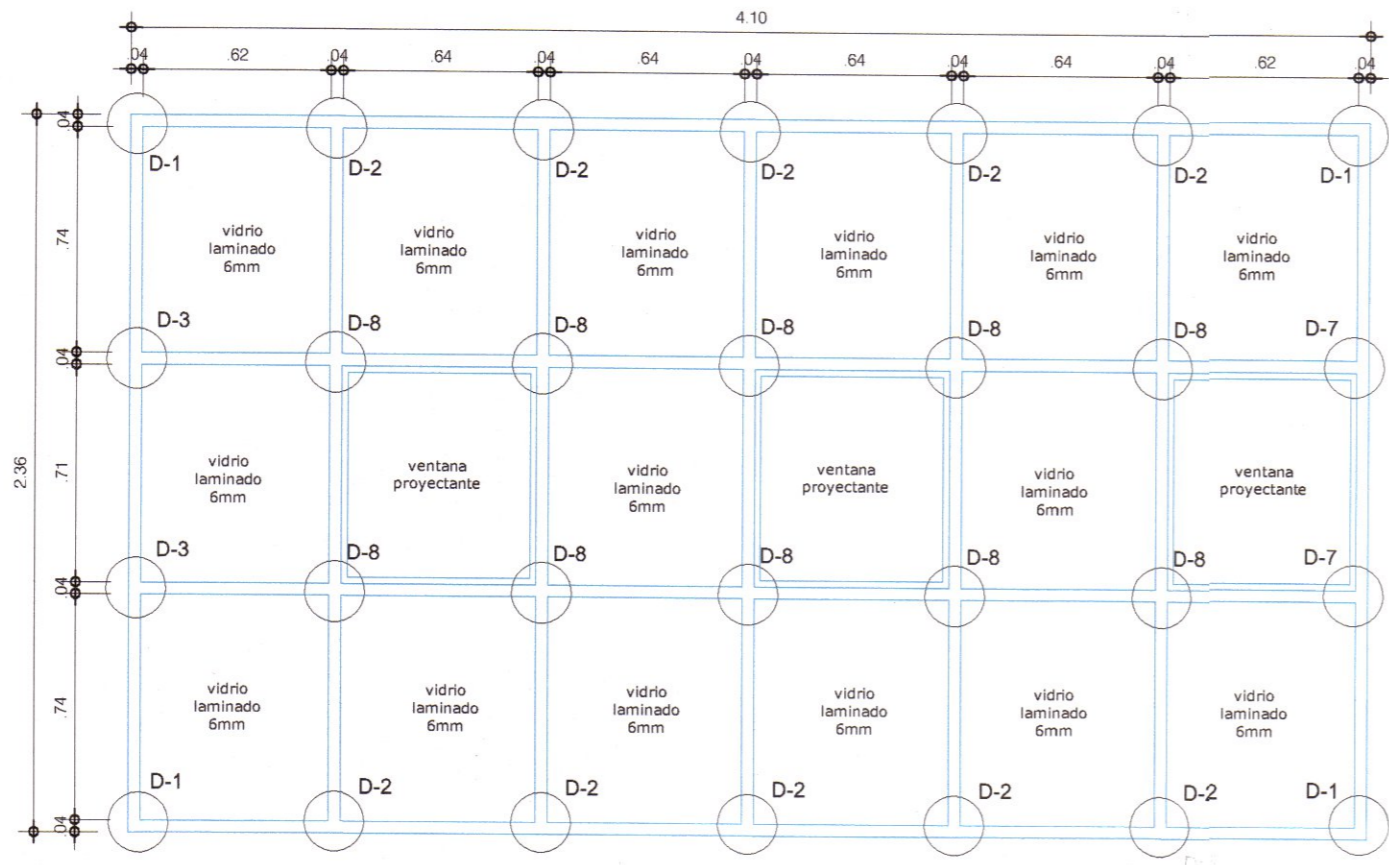 4.10
.04 .62 .04 .64 .04 .64 .04 .64 .04 .64 .04 .62 .04
.04
D-1 D-2 D-2 D-2 D-2 D-2 D-1
.74
vidrio laminado 6mm
vidrio laminado 6mm
vidrio laminado 6mm
vidrio laminado 6mm
vidrio laminado 6mm
vidrio laminado 6mm
D-3 D-8 D-8 D-8 D-8 D-8 D-7
.04
2.36
.71
vidrio laminado 6mm
ventana proyectante
vidrio laminado 6mm
ventana proyectante
vidrio laminado 6mm
ventana proyectante
D-3 D-8 D-8 D-8 D-8 D-8 D-7
.04
.74
vidrio laminado 6mm
vidrio laminado 6mm
vidrio laminado 6mm
vidrio laminado 6mm
vidrio laminado 6mm
vidrio laminado 6mm
D-1 D-2 D-2 D-2 D-2 D-2 D-1
.04